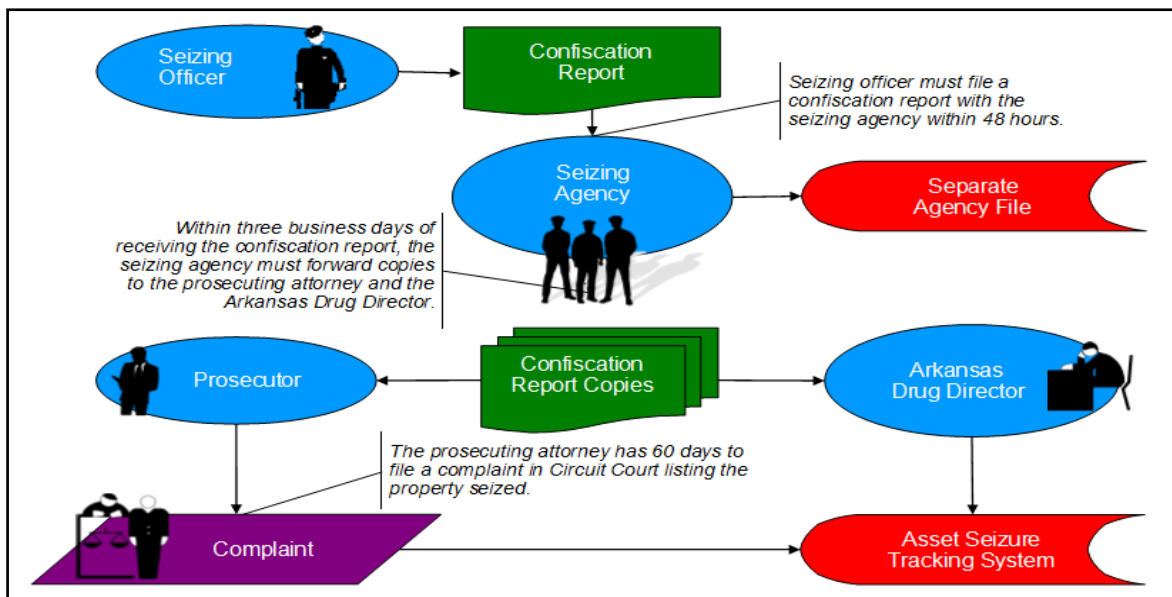 Seizing
Officer
Confiscation
Report
Seizing officer must file a
confiscation report with the
seizing agency within 48 hours.
Seizing
Agency
Separate
Agency File
Within three business days of
receiving the confiscation report, the
seizing agency must forward copies
to the prosecuting attorney and the
Arkansas Drug Director.
Prosecutor
Confiscation
Report Copies
Arkansas
Drug Director
The prosecuting attorney has 60 days to
file a complaint in Circuit Court listing the
property seized.
Complaint
Asset Seizure
Tracking System